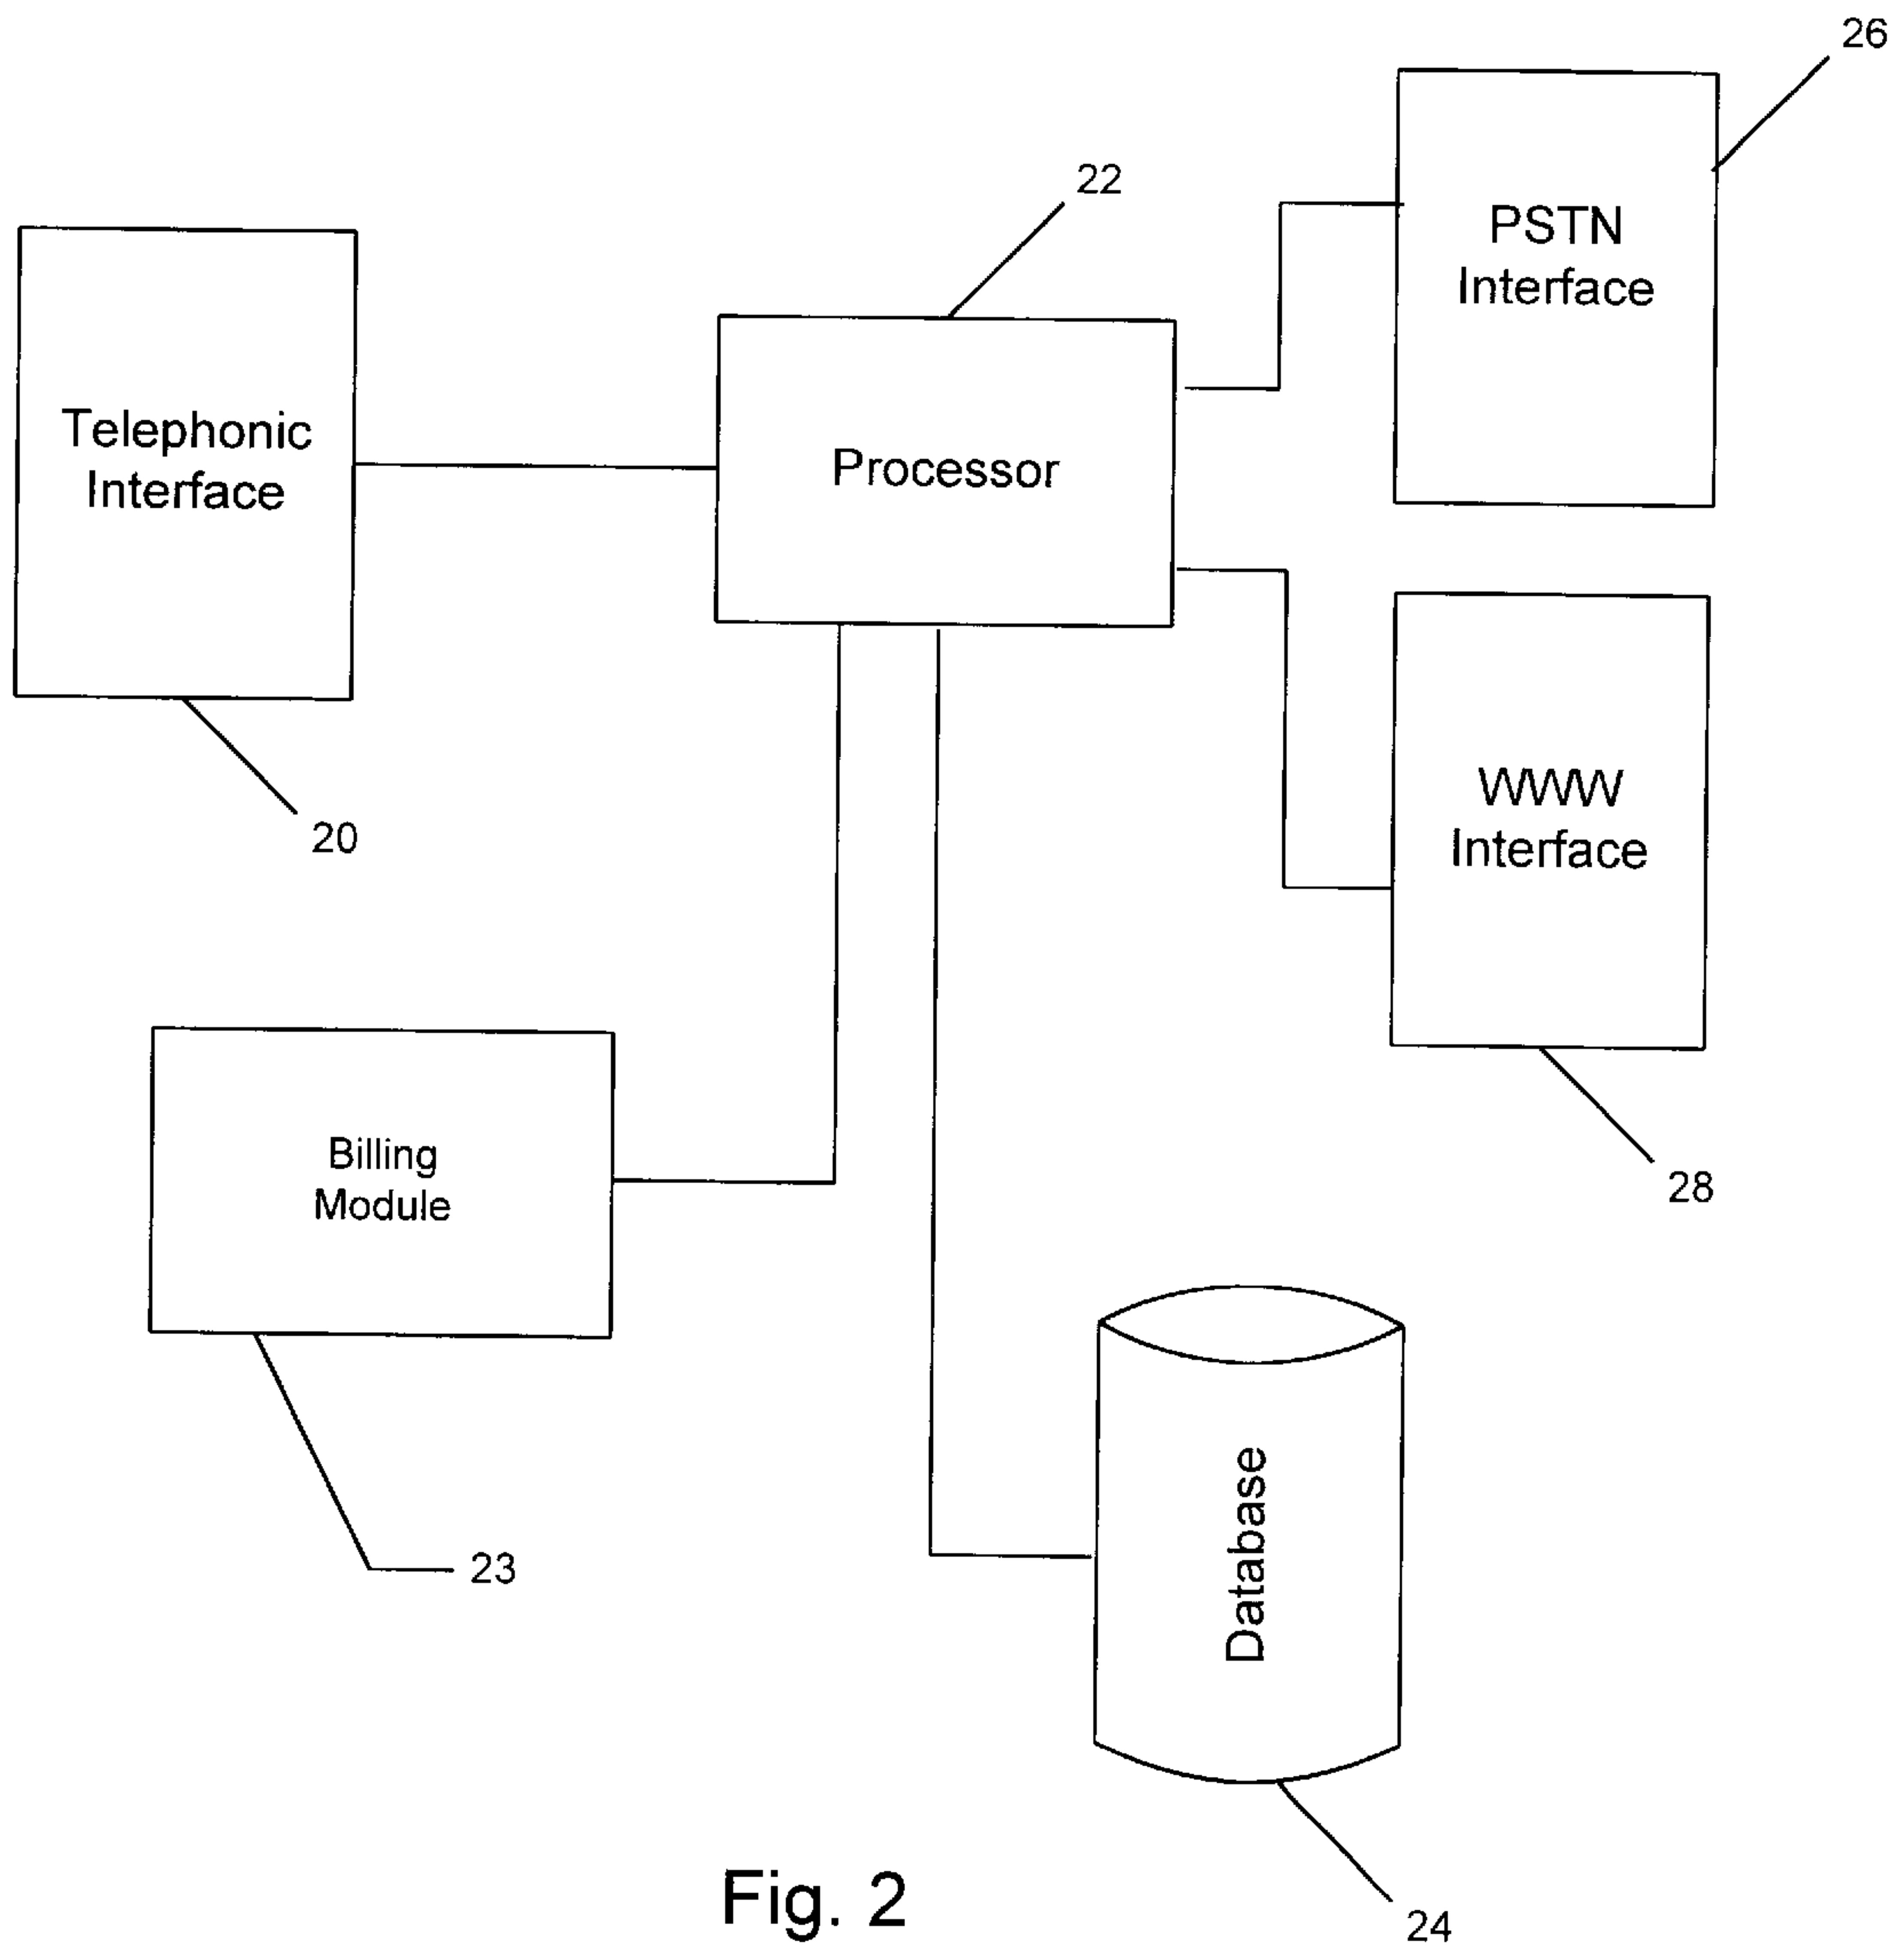 26
22
PSTN
Interface
Telephonic
Interface
Processor
WWW
Interface
20
Billing
Module
28
Database
23
24
Fig. 2